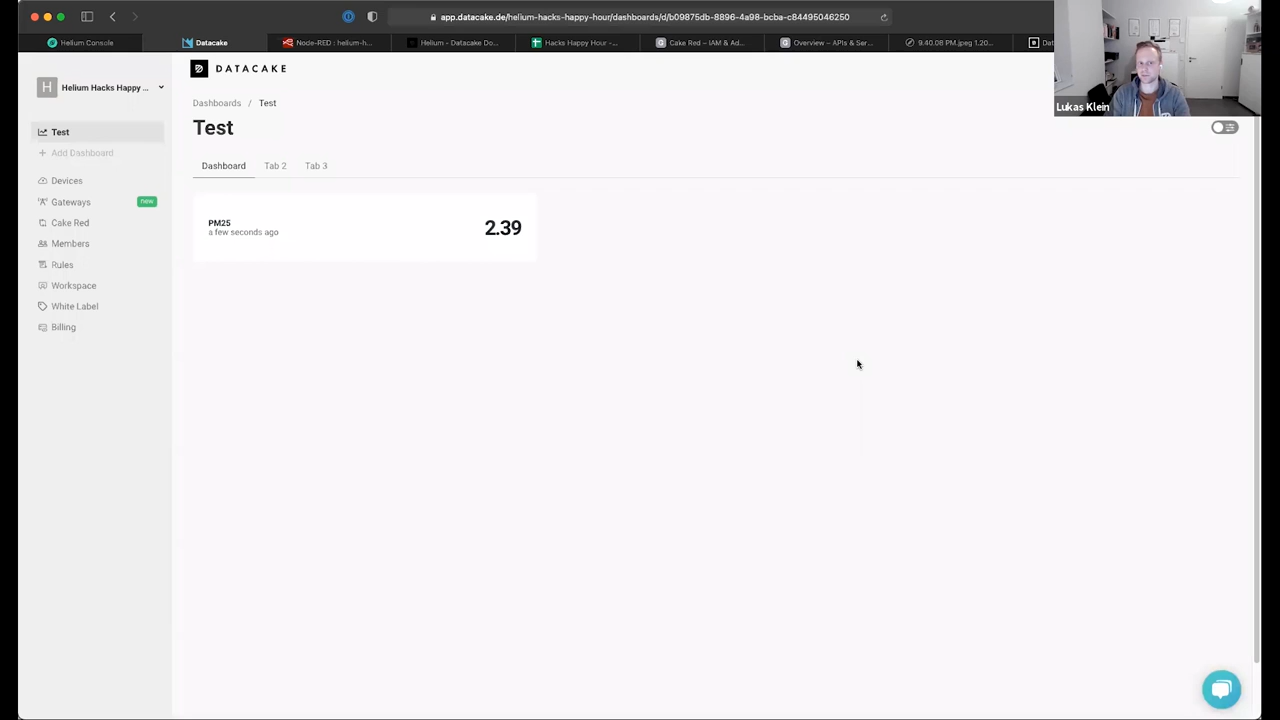 app.datacake.de/helium-hacks-happy-hour/dashboards/d/b09875db-8896-4a98-bcba-c84495046250
Helium Console
Datacake
Node-RED : helium-h...
Helium - Datacake Do...
Hacks Happy Hour -...
Cake Red – IAM & Ad...
Overview – APIs & Ser...
9.40.08 PM.jpeg 1.20...
Dat
Lukas Klein
H
Helium Hacks Happy ...
DATACAKE
Dashboards / Test
Test
Test
Add Dashboard
Devices
Gateways
new
Cake Red
Members
Rules
Workspace
White Label
Billing
Dashboard
Tab 2
Tab 3
PM25
a few seconds ago
2.39